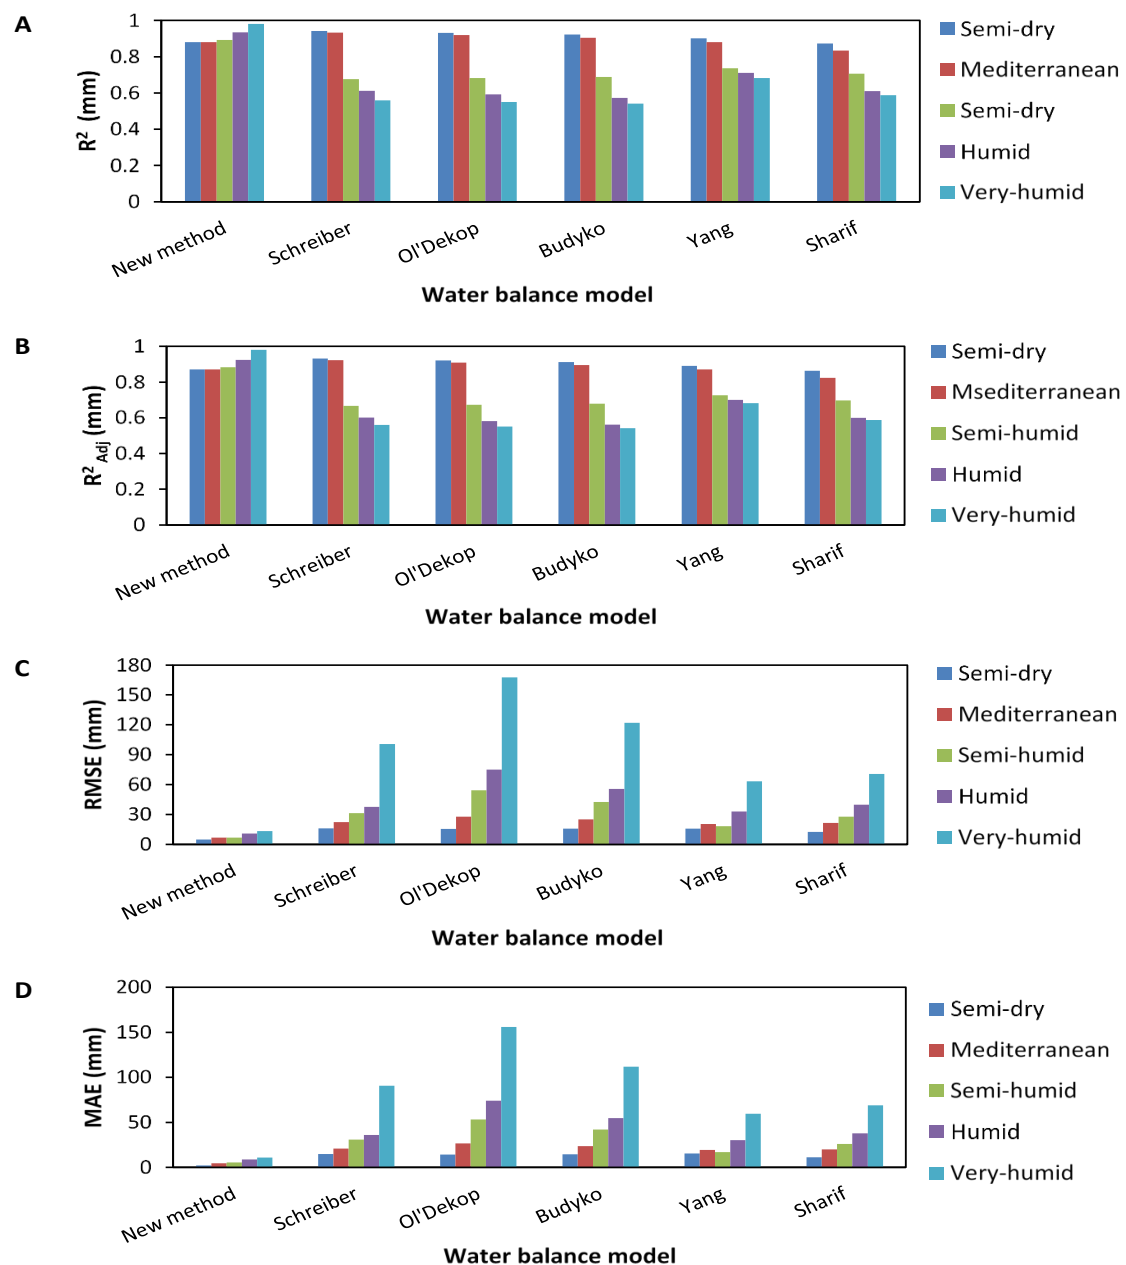 A
R² (mm)
1
0.8
0.6
0.4
0.2
0
New method
Schreiber
Ol'Dekop
Budyko
Yang
Sharif
Water balance model
Semi-dry
Mediterranean
Semi-dry
Humid
Very-humid
B
R²Adj (mm)
1
0.8
0.6
0.4
0.2
0
New method
Schreiber
Ol'Dekop
Budyko
Yang
Sharif
Water balance model
Semi-dry
Msediterranean
Semi-humid
Humid
Very-humid
C
RMSE (mm)
180
150
120
90
60
30
0
New method
Schreiber
Ol'Dekop
Budyko
Yang
Sharif
Water balance model
Semi-dry
Mediterranean
Semi-humid
Humid
Very-humid
D
MAE (mm)
200
150
100
50
0
New method
Schreiber
Ol'Dekop
Budyko
Yang
Sharif
Water balance model
Semi-dry
Mediterranean
Semi-humid
Humid
Very-humid